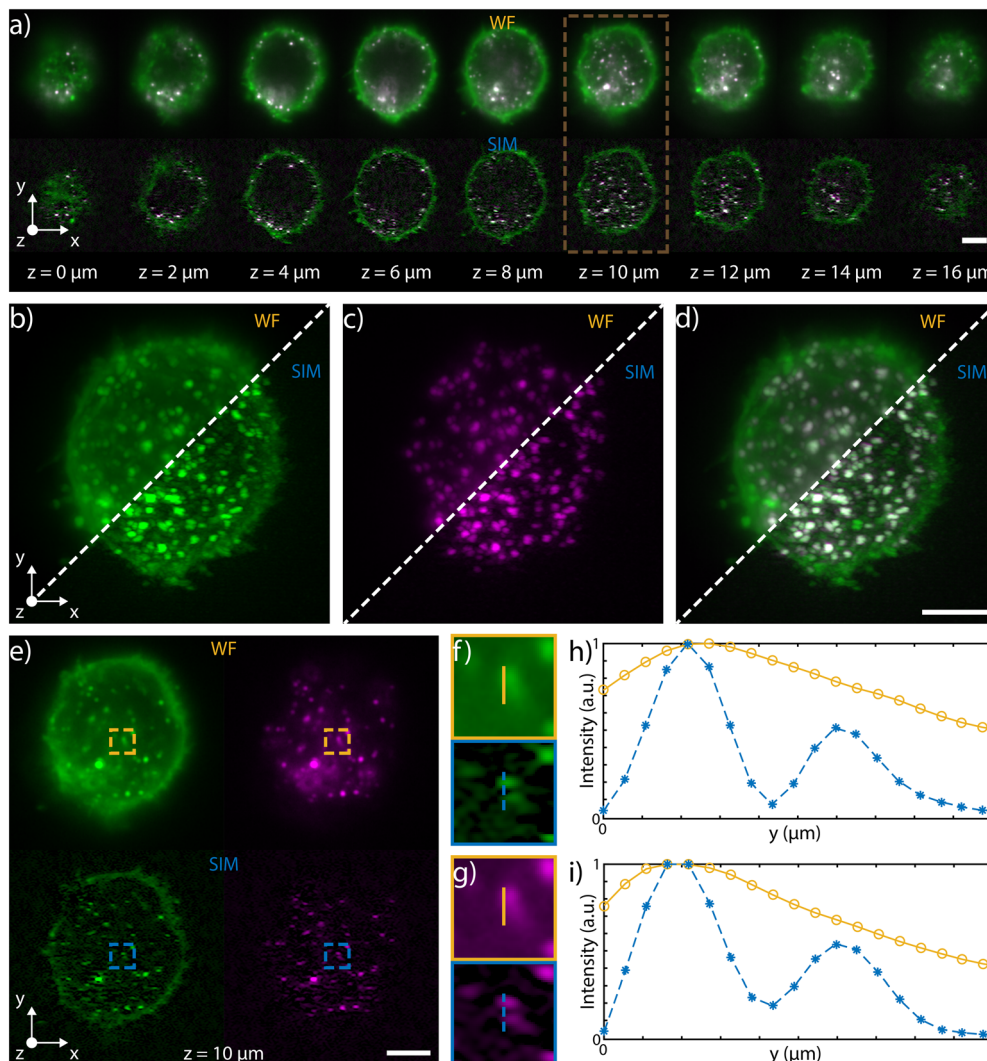 a)
WF
SIM
y
z
x
z = 0 µm
z = 2 µm
z = 4 µm
z = 6 µm
z = 8 µm
z = 10 µm
z = 12 µm
z = 14 µm
z = 16 µm
b)
WF
SIM
y
z
x
c)
WF
SIM
d)
WF
SIM
e)
WF
SIM
y
z
x
z = 10 µm
f)
g)
h)
1
Intensity (a.u.)
0
0
y (µm)
i)
1
Intensity (a.u.)
0
0
y (µm)